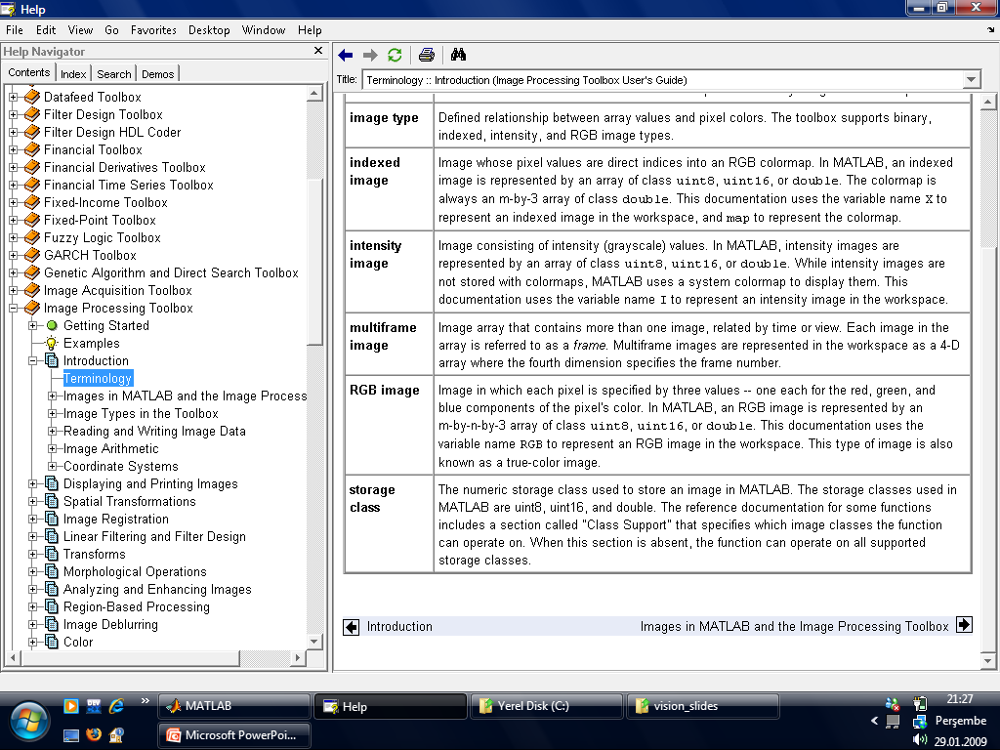 Help
File Edit View Go Favorites Desktop Window Help
Help Navigator
Contents Index Search Demos
Datafeed Toolbox
Filter Design Toolbox
Filter Design HDL Coder
Financial Toolbox
Financial Derivatives Toolbox
Financial Time Series Toolbox
Fixed-Income Toolbox
Fixed-Point Toolbox
Fuzzy Logic Toolbox
GARCH Toolbox
Genetic Algorithm and Direct Search Toolbox
Image Acquisition Toolbox
Image Processing Toolbox
Getting Started
Examples
Introduction
Terminology
Images in MATLAB and the Image Process
Image Types in the Toolbox
Reading and Writing Image Data
Image Arithmetic
Coordinate Systems
Displaying and Printing Images
Spatial Transformations
Image Registration
Linear Filtering and Filter Design
Transforms
Morphological Operations
Analyzing and Enhancing Images
Region-Based Processing
Image Deblurring
Color
Title: Terminology :: Introduction (Image Processing Toolbox User's Guide)
image type
Defined relationship between array values and pixel colors. The toolbox supports binary,
indexed, intensity, and RGB image types.
indexed
image
Image whose pixel values are direct indices into an RGB colormap. In MATLAB, an indexed
image is represented by an array of class uint8, uint16, or double. The colormap is
always an m-by-3 array of class double. This documentation uses the variable name X to
represent an indexed image in the workspace, and map to represent the colormap.
intensity
image
Image consisting of intensity (grayscale) values. In MATLAB, intensity images are
represented by an array of class uint8, uint16, or double. While intensity images are
not stored with colormaps, MATLAB uses a system colormap to display them. This
documentation uses the variable name I to represent an intensity image in the workspace.
multiframe
image
Image array that contains more than one image, related by time or view. Each image in the
array is referred to as a frame. Multiframe images are represented in the workspace as a 4-D
array where the fourth dimension specifies the frame number.
RGB image
Image in which each pixel is specified by three values -- one each for the red, green, and
blue components of the pixel's color. In MATLAB, an RGB image is represented by an
m-by-n-by-3 array of class uint8, uint16, or double. This documentation uses the
variable name RGB to represent an RGB image in the workspace. This type of image is also
known as a true-color image.
storage
class
The numeric storage class used to store an image in MATLAB. The storage classes used in
MATLAB are uint8, uint16, and double. The reference documentation for some functions
includes a section called "Class Support" that specifies which image classes the function
can operate on. When this section is absent, the function can operate on all supported
storage classes.
Introduction
Images in MATLAB and the Image Processing Toolbox
MATLAB
Help
Yerel Disk (C:)
vision_slides
Microsoft PowerPoi...
21:27
Perşembe
29.01.2009